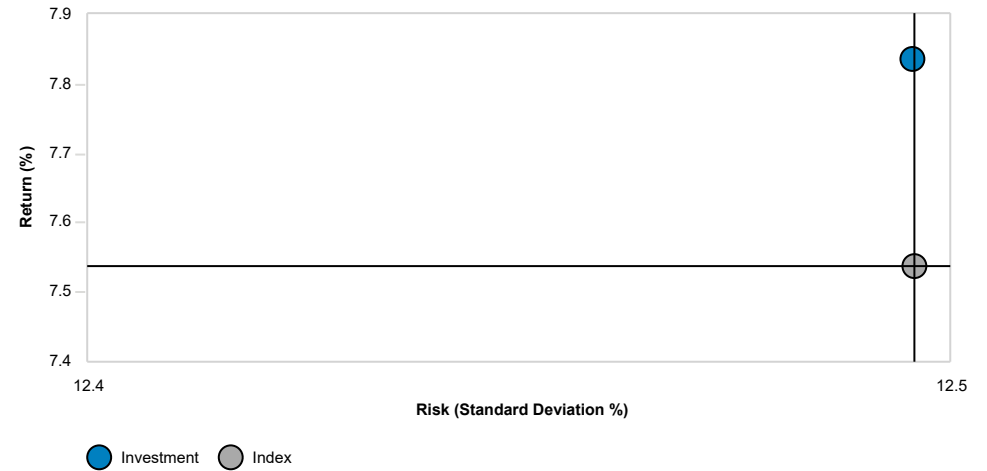 7.9
7.8
7.7
7.6
7.5
7.4
Return (%)
12.4 12.5
Risk (Standard Deviation %)
Investment Index